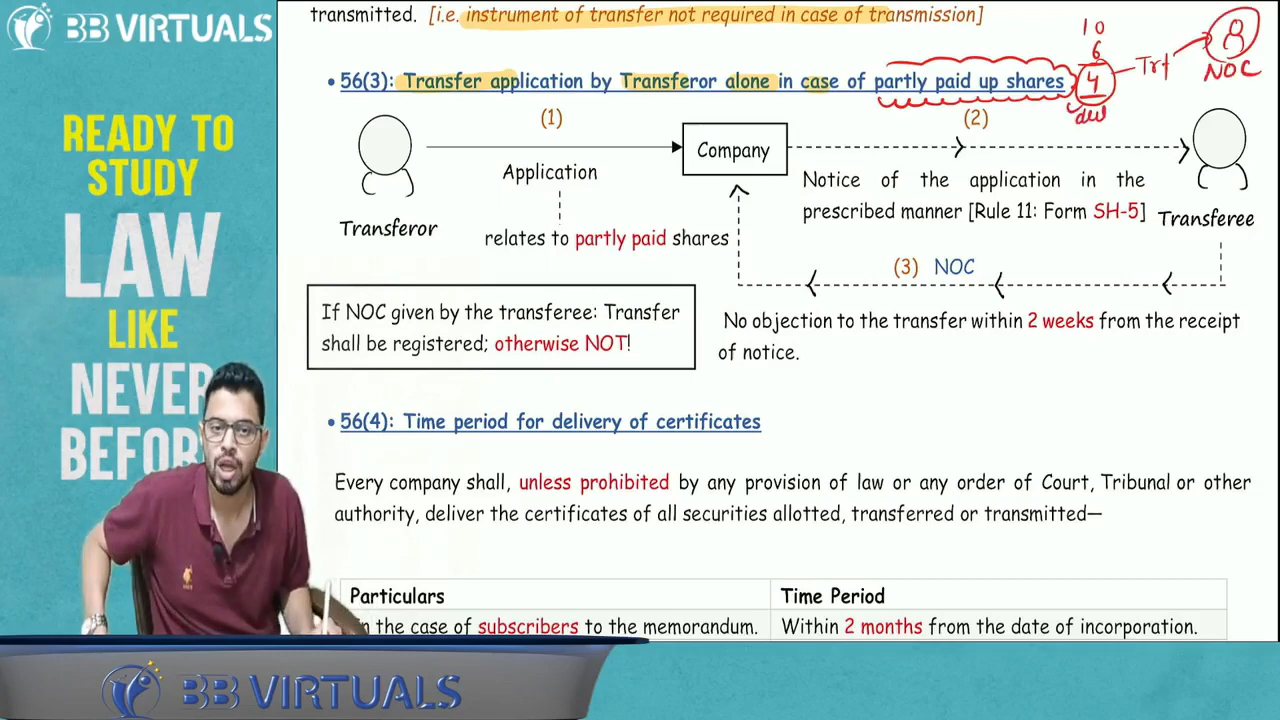 BB VIRTUALS
READY TO
STUDY
LAW
LIKE
NEVER
BEFOR
transmitted. [i.e. instrument of transfer not required in case of transmission]
10
6
4
Trf
NOC
• 56(3): Transfer application by Transferor alone in case of partly paid up shares
(1)
(2)
Application
Company
Notice of the application in the
prescribed manner [Rule 11: Form SH-5]
Transferor
Transferee
relates to partly paid shares
(3) NOC
If NOC given by the transferee: Transfer
shall be registered; otherwise NOT!
No objection to the transfer within 2 weeks from the receipt
of notice.
• 56(4): Time period for delivery of certificates
Every company shall, unless prohibited by any provision of law or any order of Court, Tribunal or other
authority, deliver the certificates of all securities allotted, transferred or transmitted—
Particulars
Time Period
In the case of subscribers to the memorandum.
Within 2 months from the date of incorporation.
BB VIRTUALS